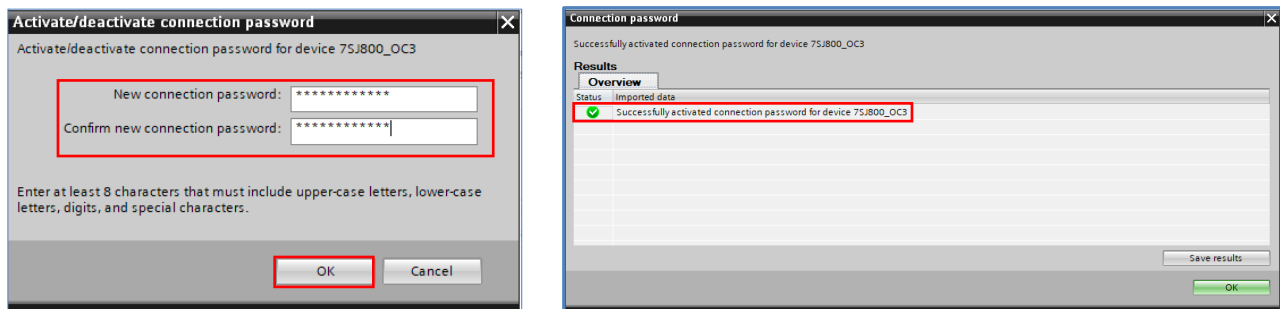 Activate/deactivate connection password X
Activate/deactivate connection password for device 7SJ800_OC3
New connection password: ************
Confirm new connection password: ************
Enter at least 8 characters that must include upper-case letters, lower-case
letters, digits, and special characters.
OK Cancel
Connection password X
Successfully activated connection password for device 7SJ800_OC3
Results
Overview
Status Imported data
Successfully activated connection password for device 7SJ800_OC3
Save results
OK